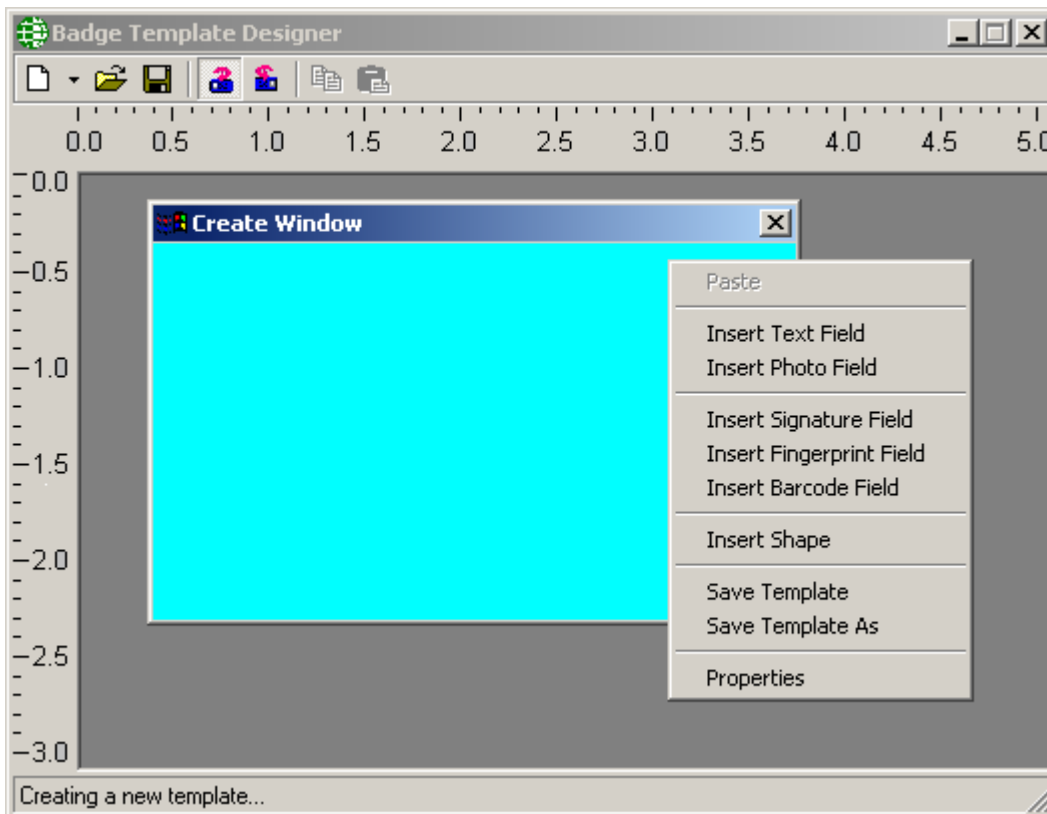 Badge Template Designer
0.0 0.5 1.0 1.5 2.0 2.5 3.0 3.5 4.0 4.5 5.0
0.0
0.5
1.0
1.5
2.0
2.5
3.0
Create Window
Paste
Insert Text Field
Insert Photo Field
Insert Signature Field
Insert Fingerprint Field
Insert Barcode Field
Insert Shape
Save Template
Save Template As
Properties
Creating a new template...